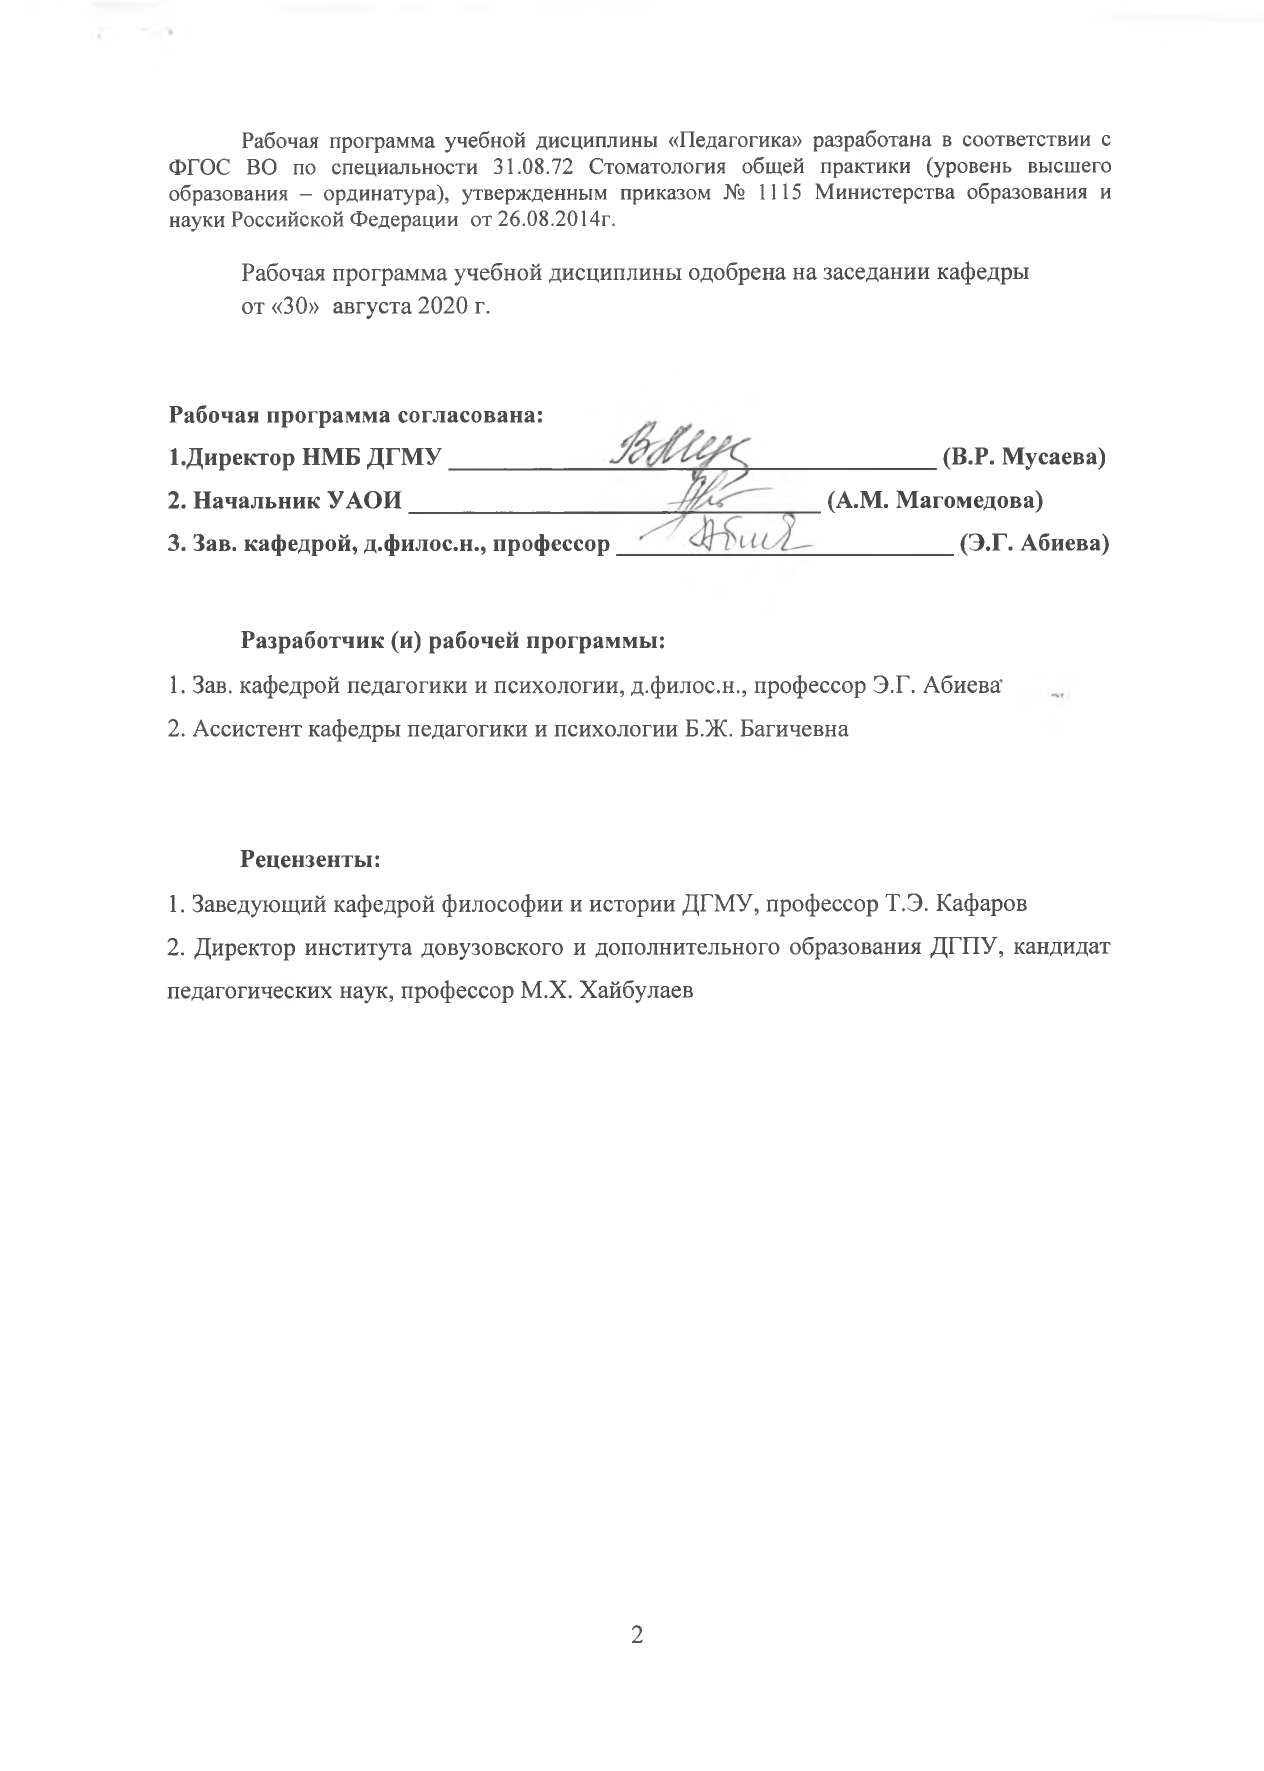 Рабочая программа учебной дисциплины «Педагогика» разработана в соответствии с
ФГОС ВО по специальности 31.08.72 Стоматология общей практики (уровень высшего
образования – ординатура), утвержденным приказом № 1115 Министерства образования и
науки Российской Федерации от 26.08.2014г.
Рабочая программа учебной дисциплины одобрена на заседании кафедры
от «30» августа 2020 г.
Рабочая программа согласована:
1.Директор НМБ ДГМУ (В.Р. Мусаева)
2. Начальник УАОИ (А.М. Магомедова)
3. Зав. кафедрой, д.филос.н., профессор (Э.Г. Абиева)
Разработчик (и) рабочей программы:
1. Зав. кафедрой педагогики и психологии, д.филос.н., профессор Э.Г. Абиева
2. Ассистент кафедры педагогики и психологии Б.Ж. Багичевна
Рецензенты:
1. Заведующий кафедрой философии и истории ДГМУ, профессор Т.Э. Кафаров
2. Директор института довузовского и дополнительного образования ДГПУ, кандидат
педагогических наук, профессор М.Х. Хайбулаев
2